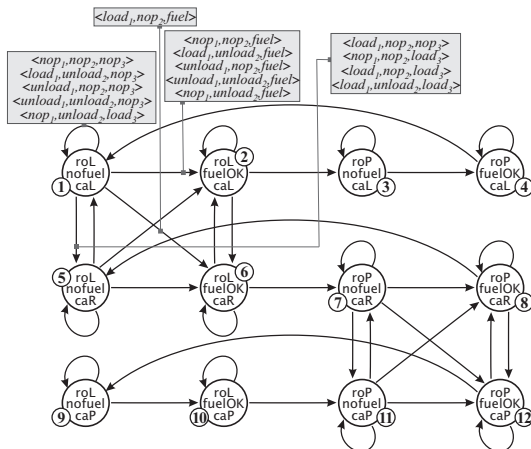 <load₁,nop₂,fuel>
<nop₁,nop₂,nop₃>
<load₁,unload₂,nop₃>
<unload₁,nop₂,nop₃>
<unload₁,unload₂,nop₃>
<nop₁,unload₂,load₃>
<nop₁,nop₂,fuel>
<load₁,unload₂,fuel>
<unload₁,nop₂,fuel>
<unload₁,unload₂,fuel>
<nop₁,unload₂,fuel>
<load₁,nop₂,nop₃>
<nop₁,nop₂,load₃>
<load₁,nop₂,load₃>
<load₁,unload₂,load₃>
roL
nofuel
caL
1
roL
fuelOK
caL
2
roP
nofuel
caL
3
roP
fuelOK
caL
4
roL
nofuel
caR
5
roL
fuelOK
caR
6
roP
nofuel
caR
7
roP
fuelOK
caR
8
roL
nofuel
caP
9
roL
fuelOK
caP
10
roP
nofuel
caP
11
roP
fuelOK
caP
12